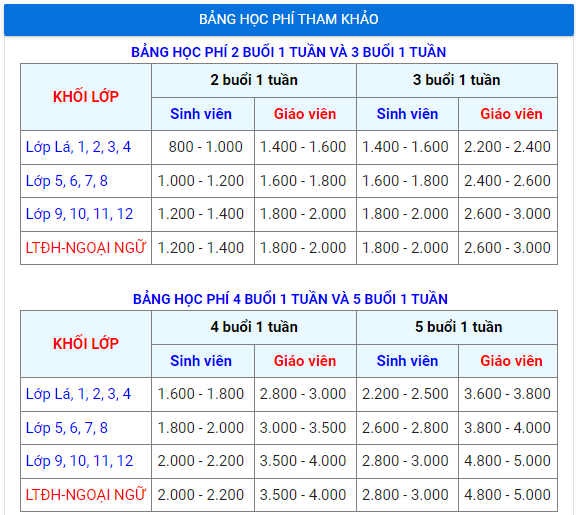 BẢNG HỌC PHÍ THAM KHẢO
BẢNG HỌC PHÍ 2 BUỔI 1 TUẦN VÀ 3 BUỔI 1 TUẦN
KHỐI LỚP 2 buổi 1 tuần 3 buổi 1 tuần
Sinh viên Giáo viên Sinh viên Giáo viên
Lớp Lá, 1, 2, 3, 4 800 - 1.000 1.400 - 1.600 1.400 - 1.600 2.200 - 2.400
Lớp 5, 6, 7, 8 1.000 - 1.200 1.600 - 1.800 1.600 - 1.800 2.400 - 2.600
Lớp 9, 10, 11, 12 1.200 - 1.400 1.800 - 2.000 1.800 - 2.000 2.600 - 3.000
LTĐH-NGOẠI NGỮ 1.200 - 1.400 1.800 - 2.000 1.800 - 2.000 2.600 - 3.000
BẢNG HỌC PHÍ 4 BUỔI 1 TUẦN VÀ 5 BUỔI 1 TUẦN
KHỐI LỚP 4 buổi 1 tuần 5 buổi 1 tuần
Sinh viên Giáo viên Sinh viên Giáo viên
Lớp Lá, 1, 2, 3, 4 1.600 - 1.800 2.800 - 3.000 2.200 - 2.500 3.600 - 3.800
Lớp 5, 6, 7, 8 1.800 - 2.000 3.000 - 3.500 2.600 - 2.800 3.800 - 4.000
Lớp 9, 10, 11, 12 2.000 - 2.200 3.500 - 4.000 2.800 - 3.000 4.800 - 5.000
LTĐH-NGOẠI NGỮ 2.000 - 2.200 3.500 - 4.000 2.800 - 3.000 4.800 - 5.000